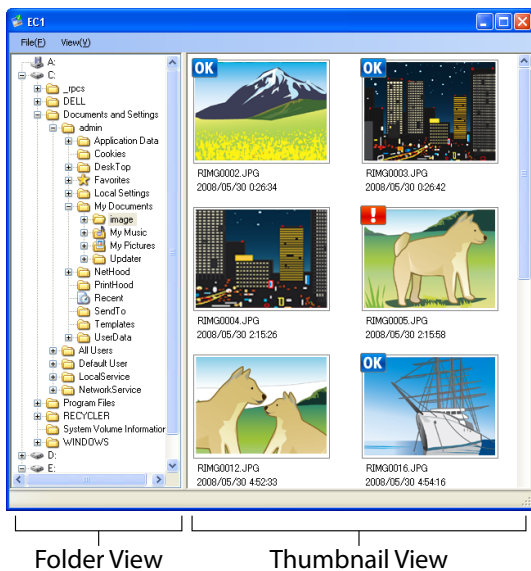 EC1
File(F) View(V)
A:
C:
_rpcs
DELL
Documents and Settings
admin
Application Data
Cookies
DeskTop
Favorites
Local Settings
My Documents
image
My Music
My Pictures
Updater
NetHood
PrintHood
Recent
SendTo
Templates
UserData
All Users
Default User
LocalService
NetworkService
Program Files
RECYCLER
System Volume Information
WINDOWS
D:
E:
OK
OK
RIMG0002.JPG
2008/05/30 0:26:34
RIMG0003.JPG
2008/05/30 0:26:42
!
RIMG0004.JPG
2008/05/30 2:15:26
RIMG0005.JPG
2008/05/30 2:15:58
OK
RIMG0012.JPG
2008/05/30 4:52:33
RIMG0016.JPG
2008/05/30 4:54:16
Folder View
Thumbnail View